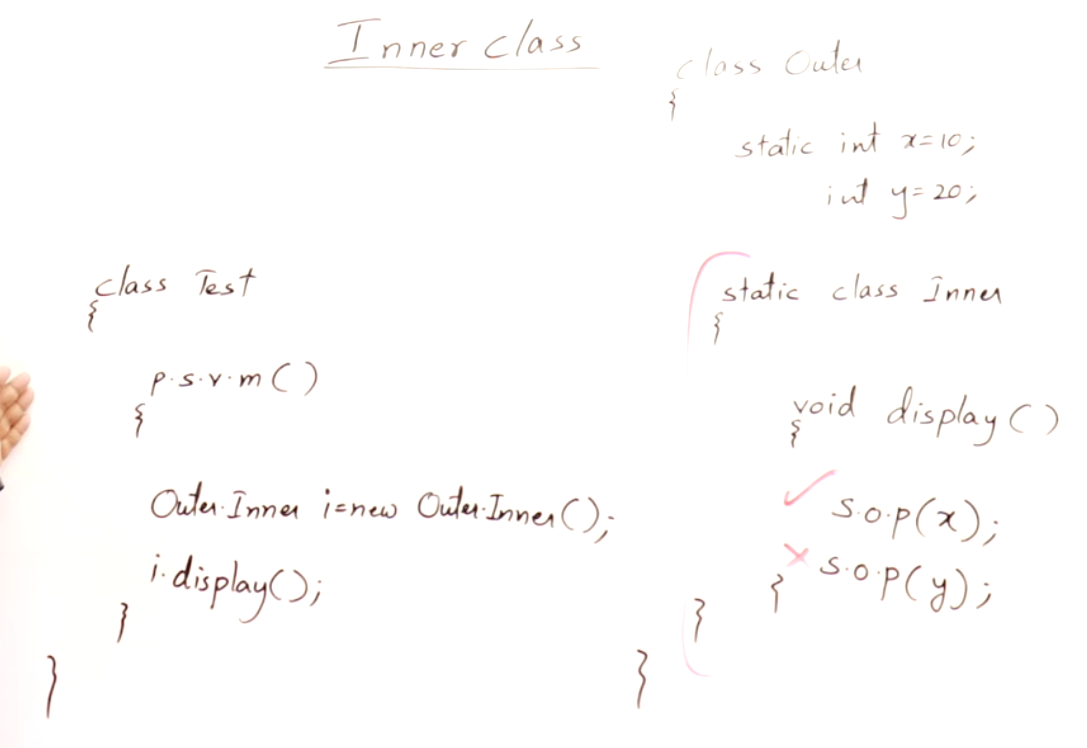 Inner class
class Outer
{
static int x=10;
int y=20;
static class Inner
{
void display()
{
✓ s.o.p(x);
✗ s.o.p(y);
}
}
}
class Test
{
p.s.v.m()
{
Outer.Inner i=new Outer.Inner();
i.display();
}
}